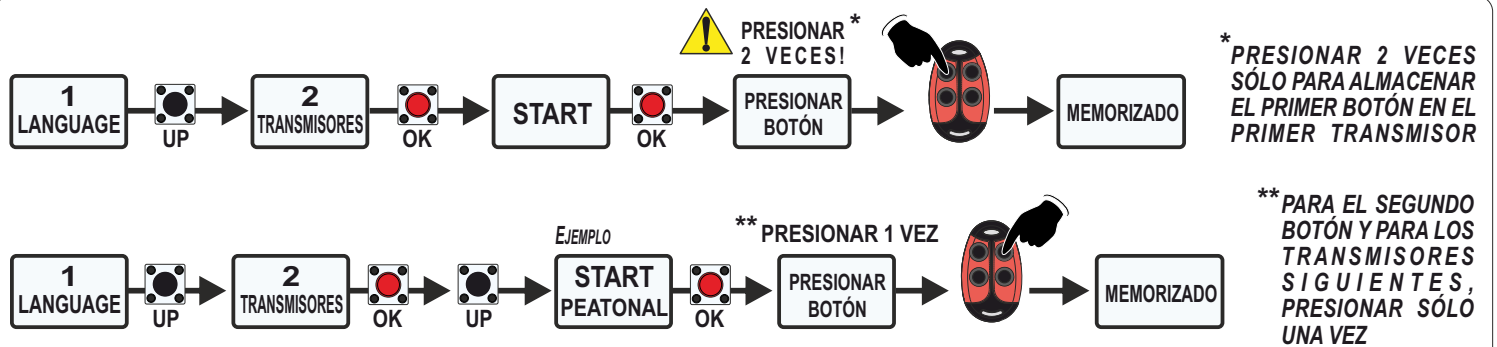 PRESIONAR *
2 VECES!
1
LANGUAGE
UP
2
TRANSMISORES
OK
START
OK
PRESIONAR
BOTÓN
MEMORIZADO
*PRESIONAR 2 VECES
SÓLO PARA ALMACENAR
EL PRIMER BOTÓN EN EL
PRIMER TRANSMISOR
1
LANGUAGE
UP
2
TRANSMISORES
OK
UP
EJEMPLO
START
PEATONAL
OK
** PRESIONAR 1 VEZ
PRESIONAR
BOTÓN
MEMORIZADO
**PARA EL SEGUNDO
BOTÓN Y PARA LOS
TRANSMISORES
SIGUIENTES,
PRESIONAR SÓLO
UNA VEZ